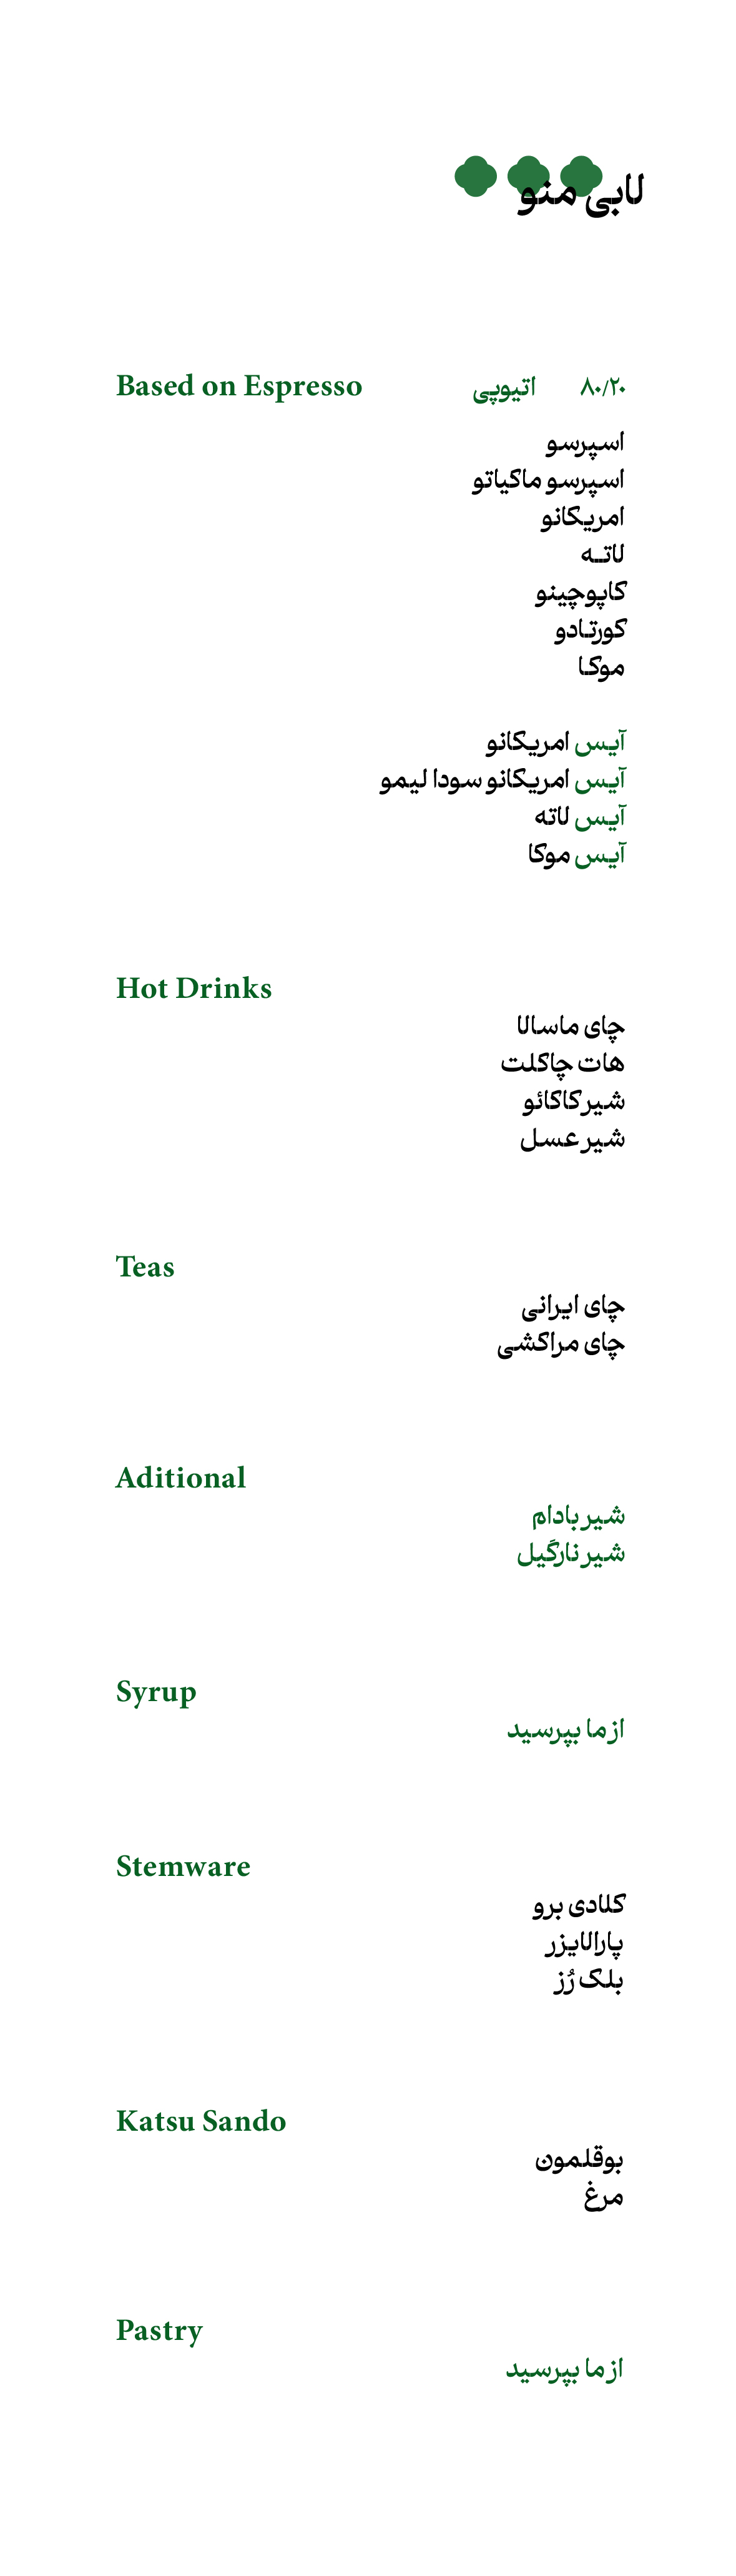 لابی منو
Based on Espresso اتیوپی ۸۰/۲۰
اسپرسو
اسپرسو ماکیاتو
امریکانو
لاتـه
کاپوچینو
کورتادو
موکا
آیس امریکانو
آیس امریکانو سودا لیمو
آیس لاته
آیس موکا
Hot Drinks
چای ماسالا
هات چاکلت
شیر کاکائو
شیر عسل
Teas
چای ایرانی
چای مراکشی
Aditional
شیر بادام
شیر نارگیل
Syrup
از ما بپرسید
Stemware
کلادی برو
پارالایزر
بلک رُز
Katsu Sando
بوقلمون
مرغ
Pastry
از ما بپرسید